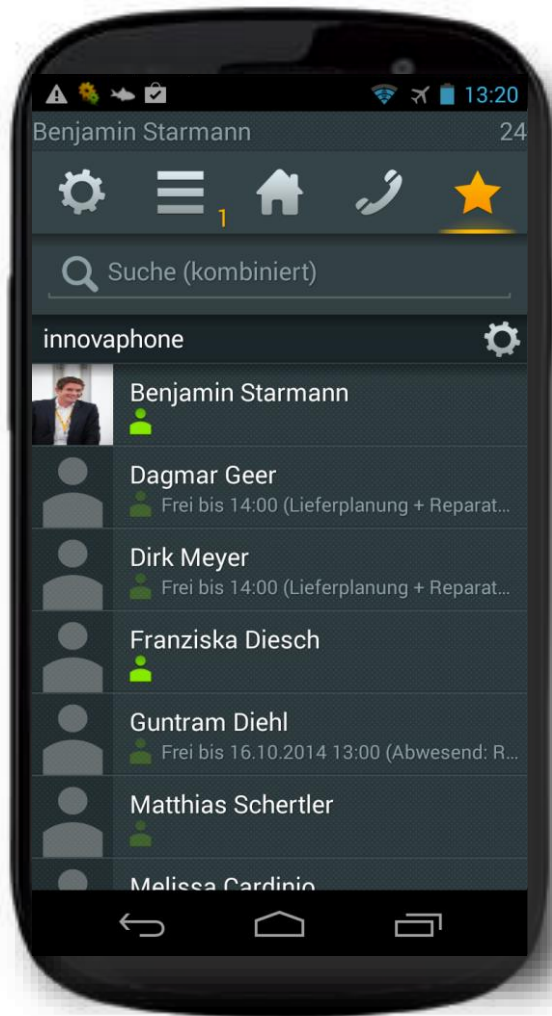 13:20
Benjamin Starmann 24
1
Suche (kombiniert)
innovaphone
Benjamin Starmann
Dagmar Geer
Frei bis 14:00 (Lieferplanung + Reparat...
Dirk Meyer
Frei bis 14:00 (Lieferplanung + Reparat...
Franziska Diesch
Guntram Diehl
Frei bis 16.10.2014 13:00 (Abwesend: R...
Matthias Schertler
Melissa Cardinio